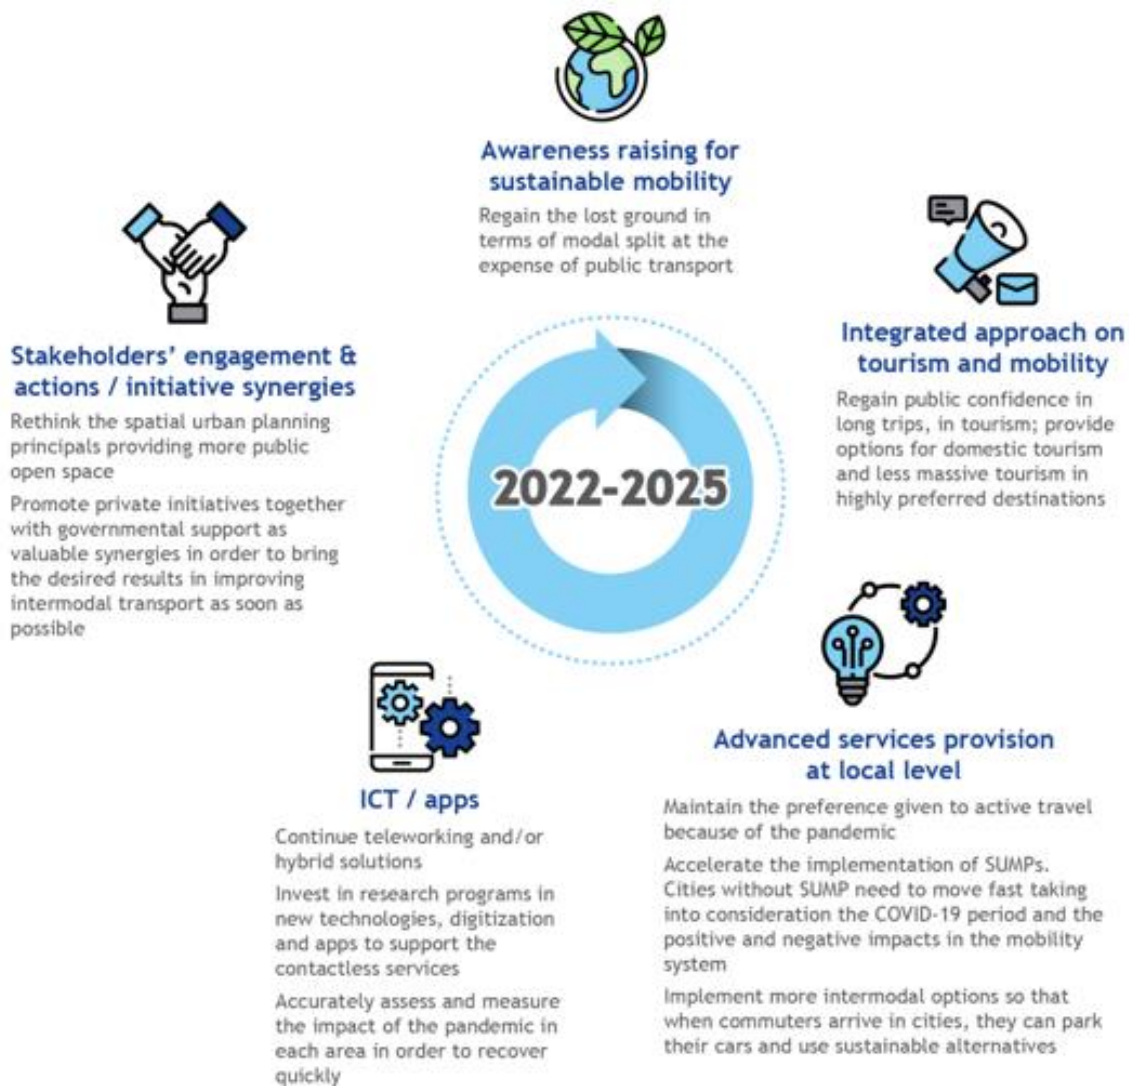 Awareness raising for
sustainable mobility
Regain the lost ground in
terms of modal split at the
expense of public transport
Integrated approach on
tourism and mobility
Regain public confidence in
long trips, in tourism; provide
options for domestic tourism
and less massive tourism in
highly preferred destinations
Stakeholders' engagement &
actions / initiative synergies
Rethink the spatial urban planning
principals providing more public
open space
Promote private initiatives together
with governmental support as
valuable synergies in order to bring
the desired results in improving
intermodal transport as soon as
possible
2022-2025
Advanced services provision
at local level
Maintain the preference given to active travel
because of the pandemic
Accelerate the implementation of SUMPs.
Cities without SUMP need to move fast taking
into consideration the COVID-19 period and the
positive and negative impacts in the mobility
system
Implement more intermodal options so that
when commuters arrive in cities, they can park
their cars and use sustainable alternatives
ICT / apps
Continue teleworking and/or
hybrid solutions
Invest in research programs in
new technologies, digitization
and apps to support the
contactless services
Accurately assess and measure
the impact of the pandemic in
each area in order to recover
quickly